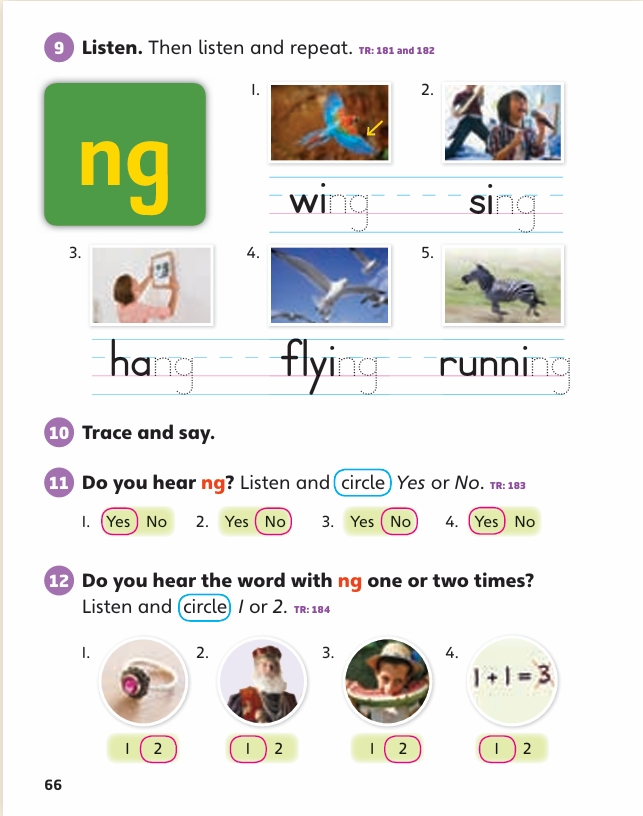 9 Listen. Then listen and repeat. TR: 181 and 182
ng
1. 2.
wing sing
3. 4. 5.
hang flying running
10 Trace and say.
11 Do you hear ng? Listen and circle Yes or No. TR: 183
1. Yes No 2. Yes No 3. Yes No 4. Yes No
12 Do you hear the word with ng one or two times?
Listen and circle 1 or 2. TR: 184
1. 2. 3. 4.
1 + 1 = 3
1 2 1 2 1 2 1 2
66